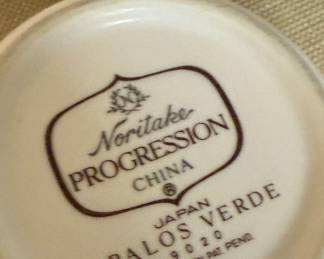 N
Noritake
PROGRESSION
CHINA
®
JAPAN
PALOS VERDE
9020
PAT. PEND.